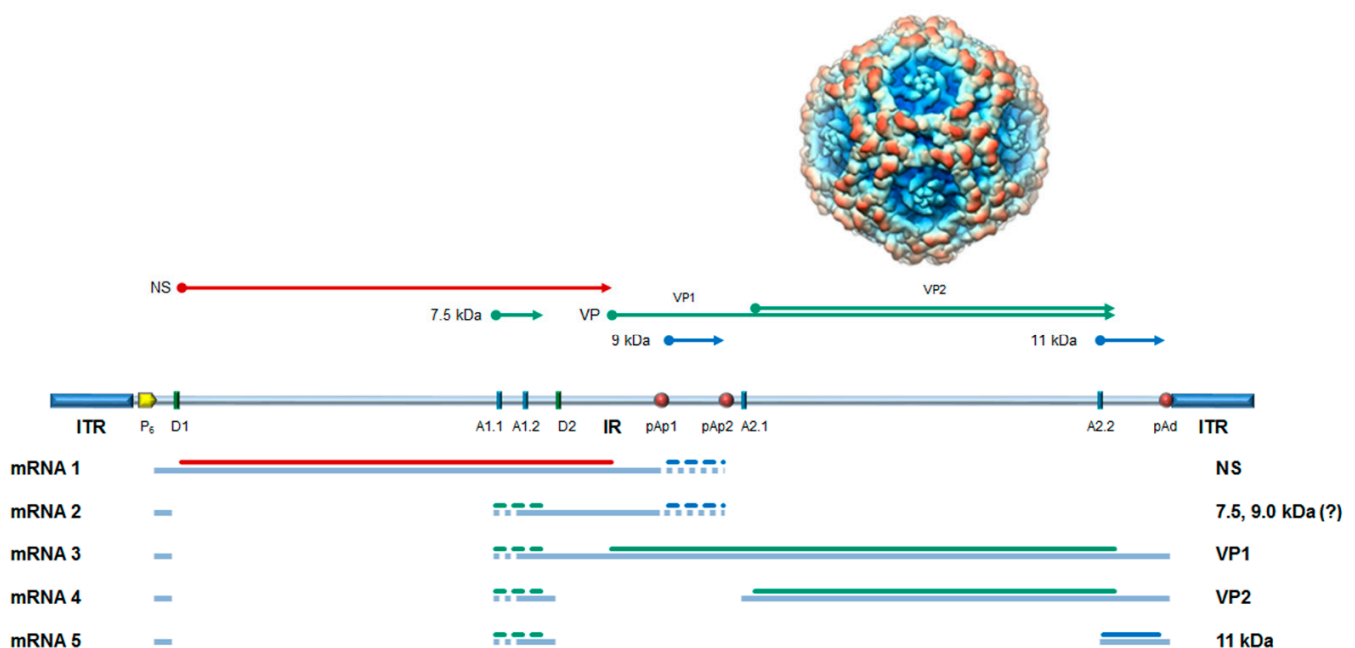 NS
VP1
VP2
7.5 kDa
VP
9 kDa
11 kDa
ITR
P6
D1
A1.1
A1.2
D2
IR
pAp1
pAp2
A2.1
A2.2
pAd
ITR
mRNA 1
NS
mRNA 2
7.5, 9.0 kDa (?)
mRNA 3
VP1
mRNA 4
VP2
mRNA 5
11 kDa